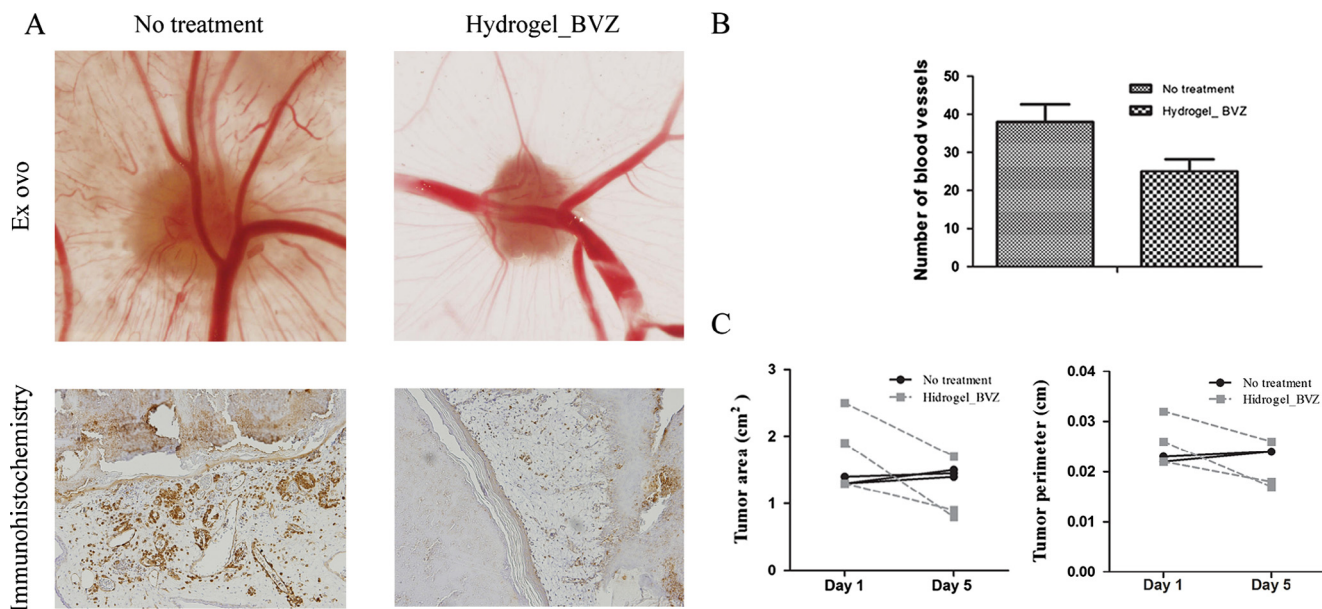 A
No treatment
Hydrogel_BVZ
Ex ovo
Immunohistochemistry
B
Number of blood vessels
50
40
30
20
10
0
No treatment
Hydrogel_ BVZ
C
Tumor area (cm²)
3
2
1
0
No treatment
Hidrogel_BVZ
Day 1
Day 5
Tumor perimeter (cm)
0.04
0.03
0.02
0.01
0.00
No treatment
Hidrogel_BVZ
Day 1
Day 5